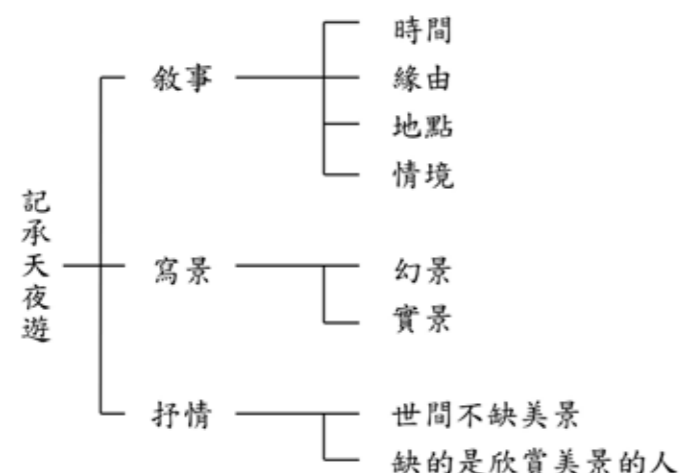 記承天夜遊
敘事
時間
緣由
地點
情境
寫景
幻景
實景
抒情
世間不缺美景
缺的是欣賞美景的人